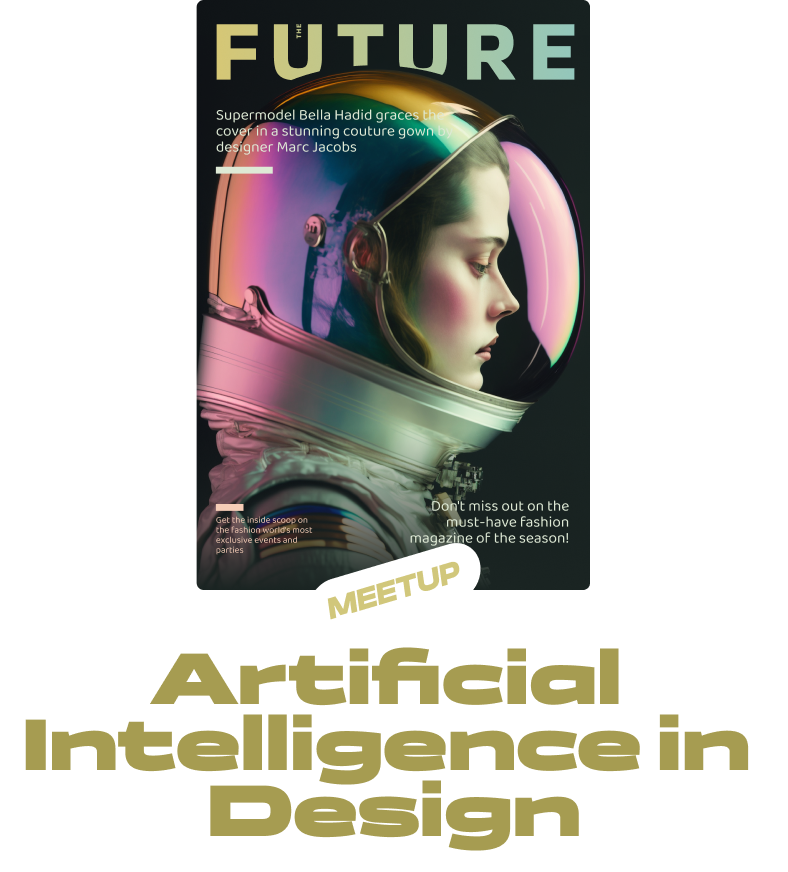 THE
FUTURE
Supermodel Bella Hadid graces the
cover in a stunning couture gown by
designer Marc Jacobs
Get the inside scoop on
the fashion world's most
exclusive events and
parties
Don't miss out on the
must-have fashion
magazine of the season!
MEETUP
Artificial
Intelligence in
Design